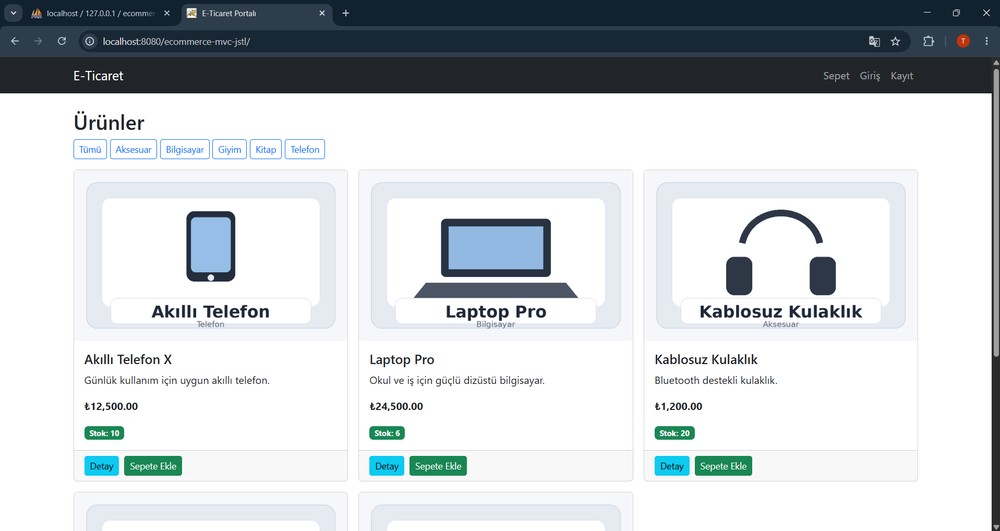 localhost / 127.0.0.1 / ecommer
E-Ticaret Portalı
localhost:8080/ecommerce-mvc-jstl/
T
E-Ticaret
Sepet Giriş Kayıt
Ürünler
Tümü Aksesuar Bilgisayar Giyim Kitap Telefon
Akıllı Telefon
Telefon
Akıllı Telefon X
Günlük kullanım için uygun akıllı telefon.
₺12,500.00
Stok: 10
Detay Sepete Ekle
Laptop Pro
Bilgisayar
Laptop Pro
Okul ve iş için güçlü dizüstü bilgisayar.
₺24,500.00
Stok: 6
Detay Sepete Ekle
Kablosuz Kulaklık
Aksesuar
Kablosuz Kulaklık
Bluetooth destekli kulaklık.
₺1,200.00
Stok: 20
Detay Sepete Ekle